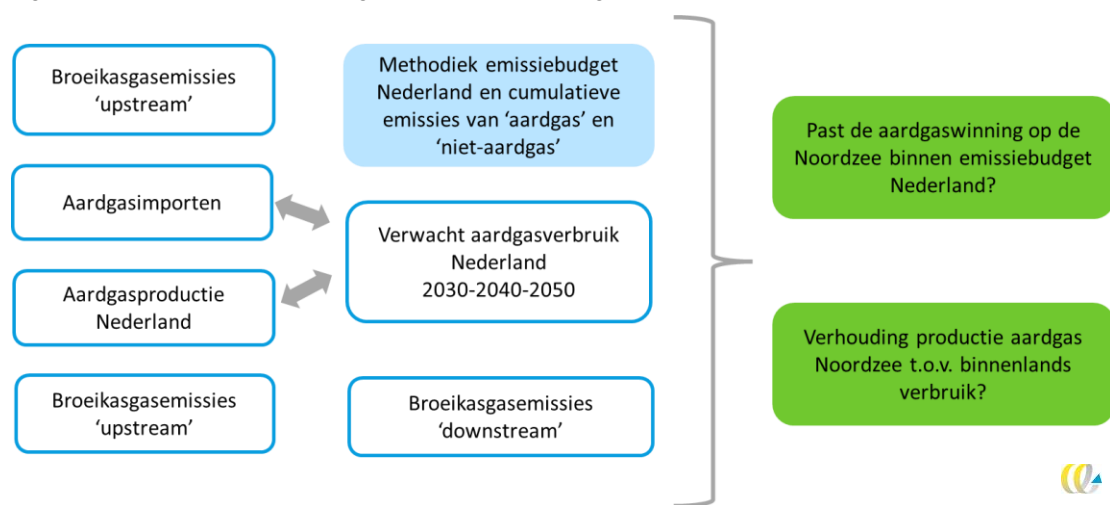 Broeikasgasemissies
'upstream'
Aardgasimporten
Aardgasproductie
Nederland
Broeikasgasemissies
'upstream'
Methodiek emissiebudget
Nederland en cumulatieve
emissies van 'aardgas' en
'niet-aardgas'
Verwacht aardgasverbruik
Nederland
2030-2040-2050
Broeikasgasemissies
'downstream'
Past de aardgaswinning op de
Noordzee binnen emissiebudget
Nederland?
Verhouding productie aardgas
Noordzee t.o.v. binnenlands
verbruik?